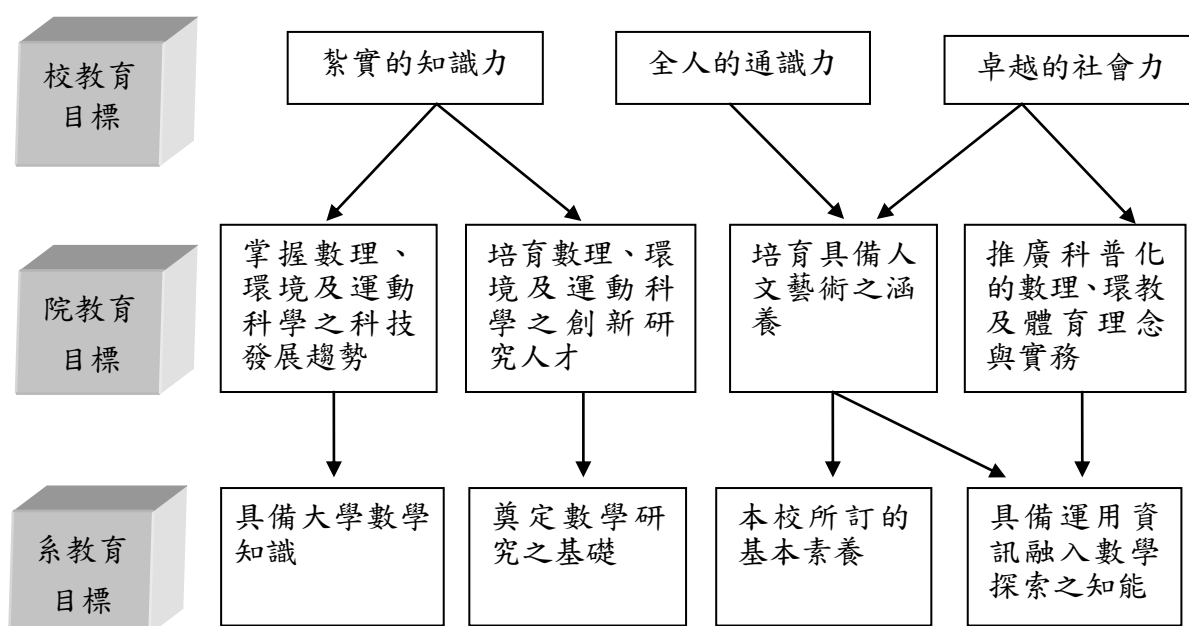 校教育
目標
紮實的知識力
全人的通識力
卓越的社會力
院教育
目標
掌握數理、
環境及運動
科學之科技
發展趨勢
培育數理、環
境及運動科
學之創新研
究人才
培育具備人
文藝術之涵
養
推廣科普化
的數理、環教
及體育理念
與實務
系教育
目標
具備大學數學
知識
奠定數學研
究之基礎
本校所訂的
基本素養
具備運用資
訊融入數學
探索之知能